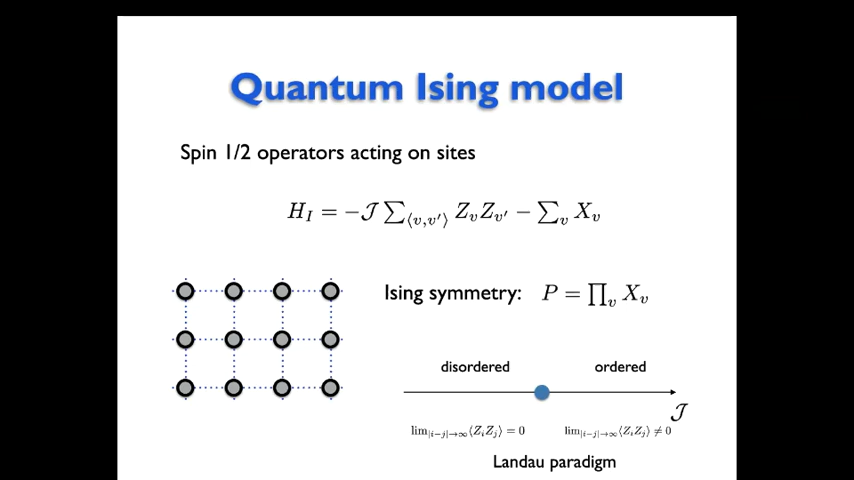 Quantum Ising model
Spin 1/2 operators acting on sites
H_I = −𝒥 ∑_⟨v,v′⟩ Z_v Z_v′ − ∑_v X_v
Ising symmetry: P = ∏_v X_v
disordered ordered
𝒥
lim_|i−j|→∞ ⟨Z_i Z_j⟩ = 0 lim_|i−j|→∞ ⟨Z_i Z_j⟩ ≠ 0
Landau paradigm